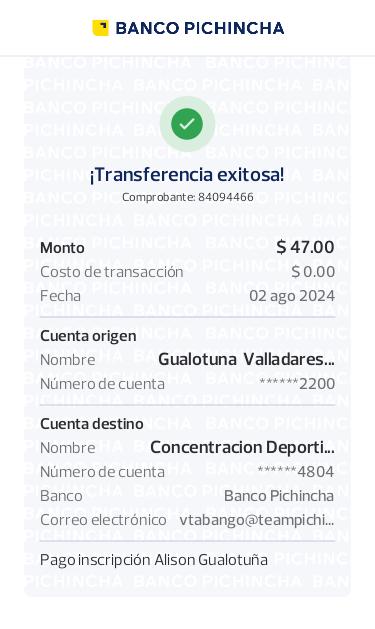 BANCO PICHINCHA
¡Transferencia exitosa!
Comprobante: 84094466
Monto $ 47.00
Costo de transacción $ 0.00
Fecha 02 ago 2024
Cuenta origen
Nombre Gualotuna Valladares...
Número de cuenta ******2200
Cuenta destino
Nombre Concentracion Deporti...
Número de cuenta ******4804
Banco Banco Pichincha
Correo electrónico vtabango@teampichi...
Pago inscripción Alison Gualotuña